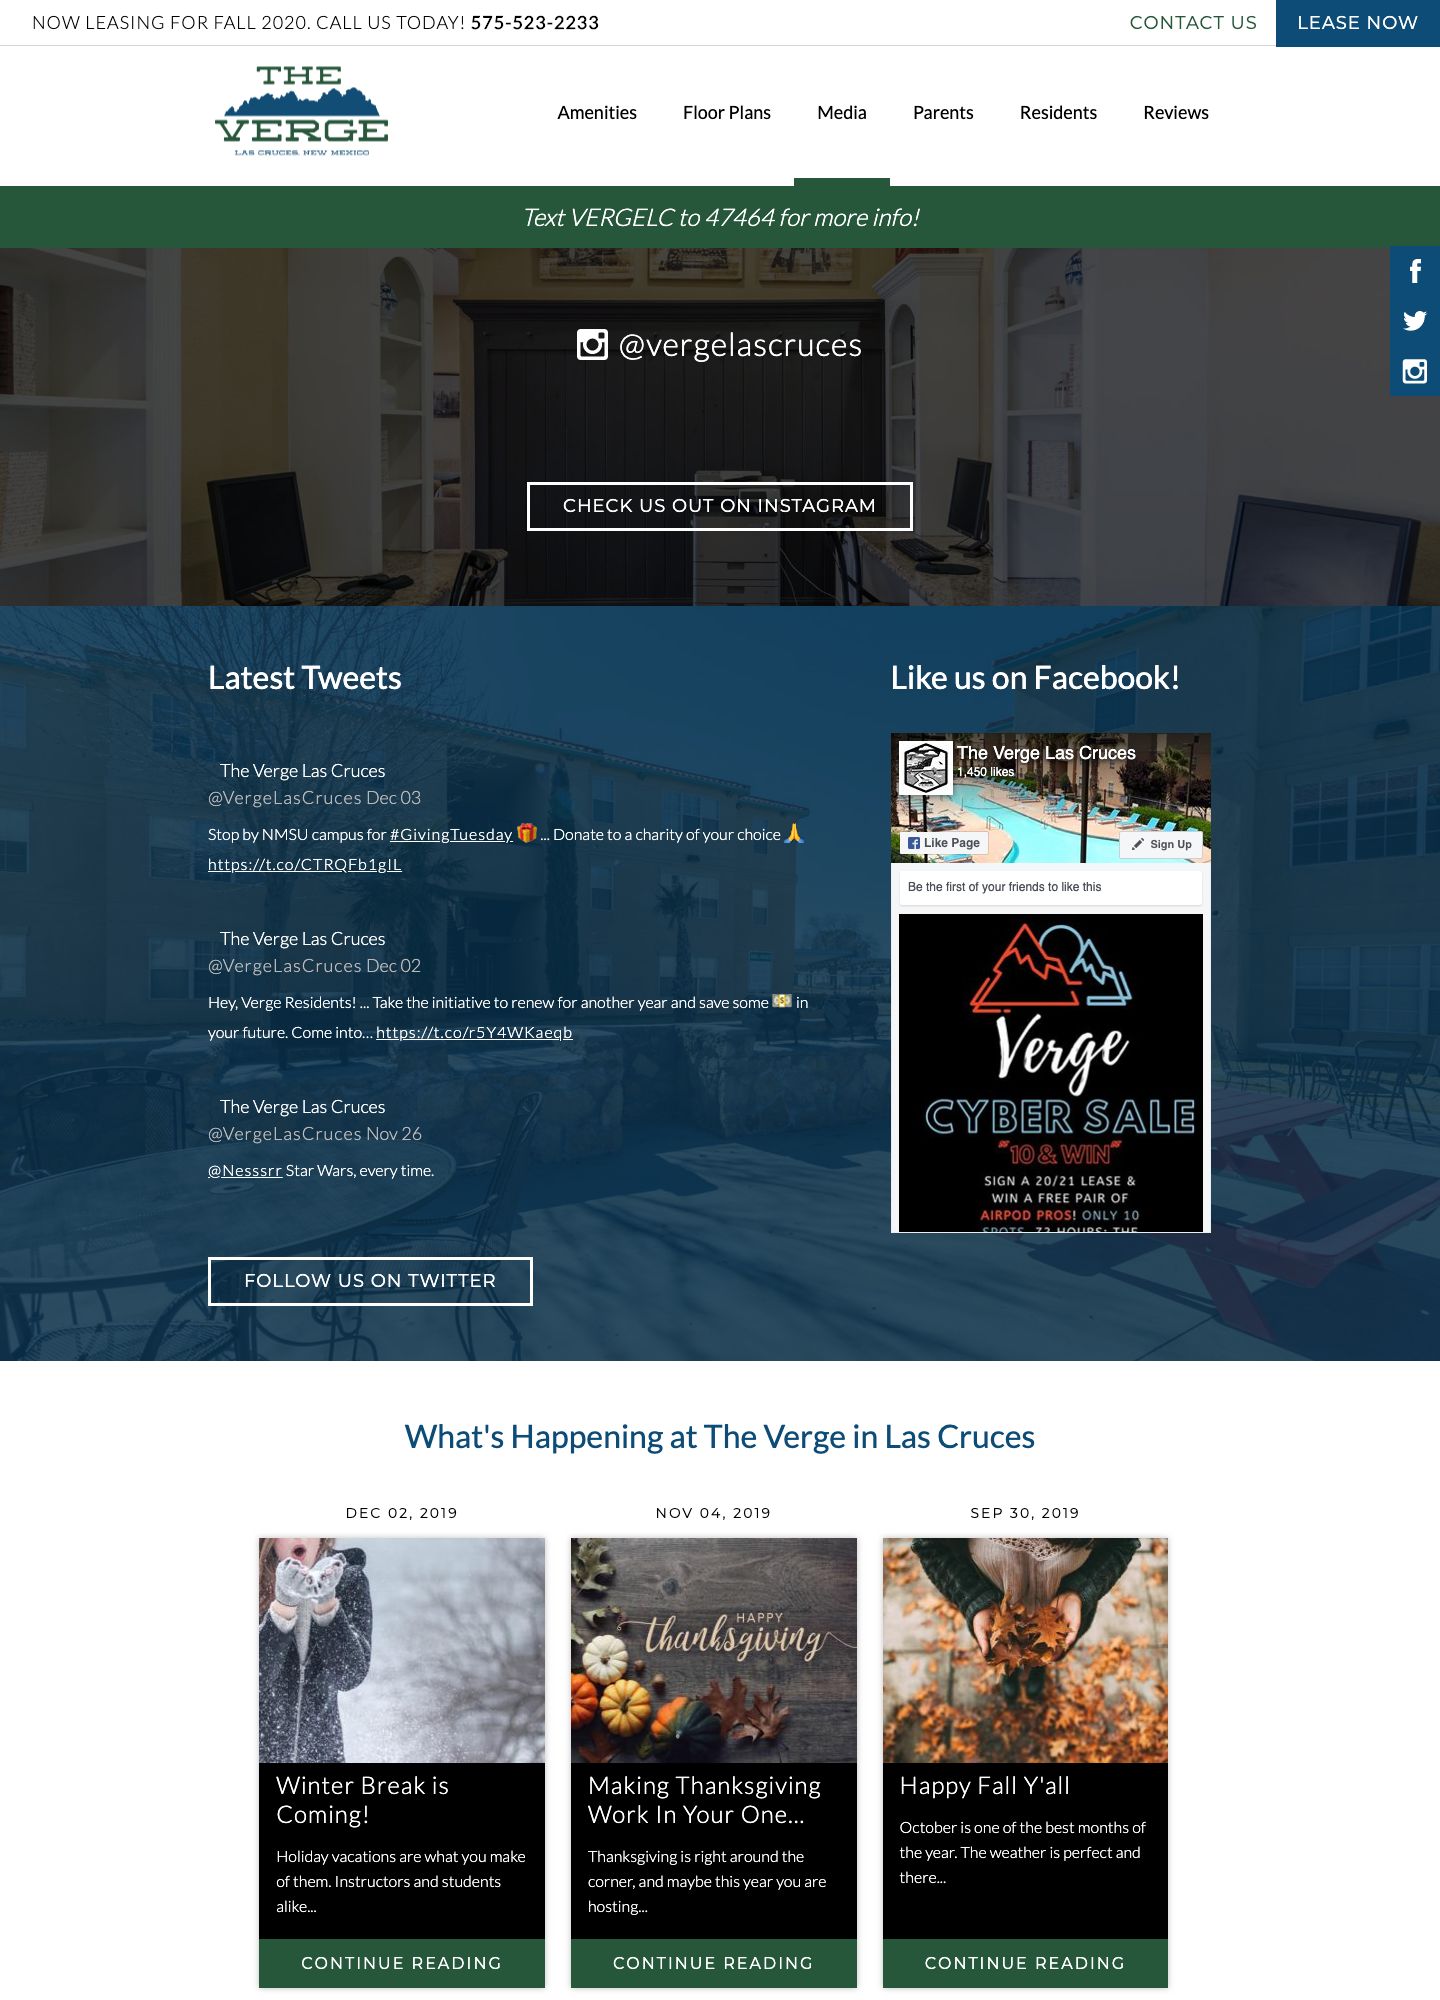 NOW LEASING FOR FALL 2020. CALL US TODAY! 575-523-2233
CONTACT US
LEASE NOW
THE
VERGE
LAS CRUCES, NEW MEXICO
Amenities
Floor Plans
Media
Parents
Residents
Reviews
Text VERGELC to 47464 for more info!
@vergelascruces
CHECK US OUT ON INSTAGRAM
Latest Tweets
The Verge Las Cruces
@VergeLasCruces Dec 03
Stop by NMSU campus for #GivingTuesday 🎁 ... Donate to a charity of your choice 🙏
https://t.co/CTRQFb1gIL
The Verge Las Cruces
@VergeLasCruces Dec 02
Hey, Verge Residents! ... Take the initiative to renew for another year and save some 💵 in
your future. Come into… https://t.co/r5Y4WKaeqb
The Verge Las Cruces
@VergeLasCruces Nov 26
@Nesssrr Star Wars, every time.
FOLLOW US ON TWITTER
Like us on Facebook!
The Verge Las Cruces
1,450 likes
Like Page
Sign Up
Be the first of your friends to like this
Verge
CYBER SALE
"10 & WIN"
SIGN A 20/21 LEASE &
WIN A FREE PAIR OF
AIRPOD PROS! ONLY 10
SPOTS. 72 HOURS: THE
What's Happening at The Verge in Las Cruces
DEC 02, 2019
Winter Break is
Coming!
Holiday vacations are what you make
of them. Instructors and students
alike...
CONTINUE READING
NOV 04, 2019
HAPPY
thanksgiving
Making Thanksgiving
Work In Your One...
Thanksgiving is right around the
corner, and maybe this year you are
hosting...
CONTINUE READING
SEP 30, 2019
Happy Fall Y'all
October is one of the best months of
the year. The weather is perfect and
there...
CONTINUE READING